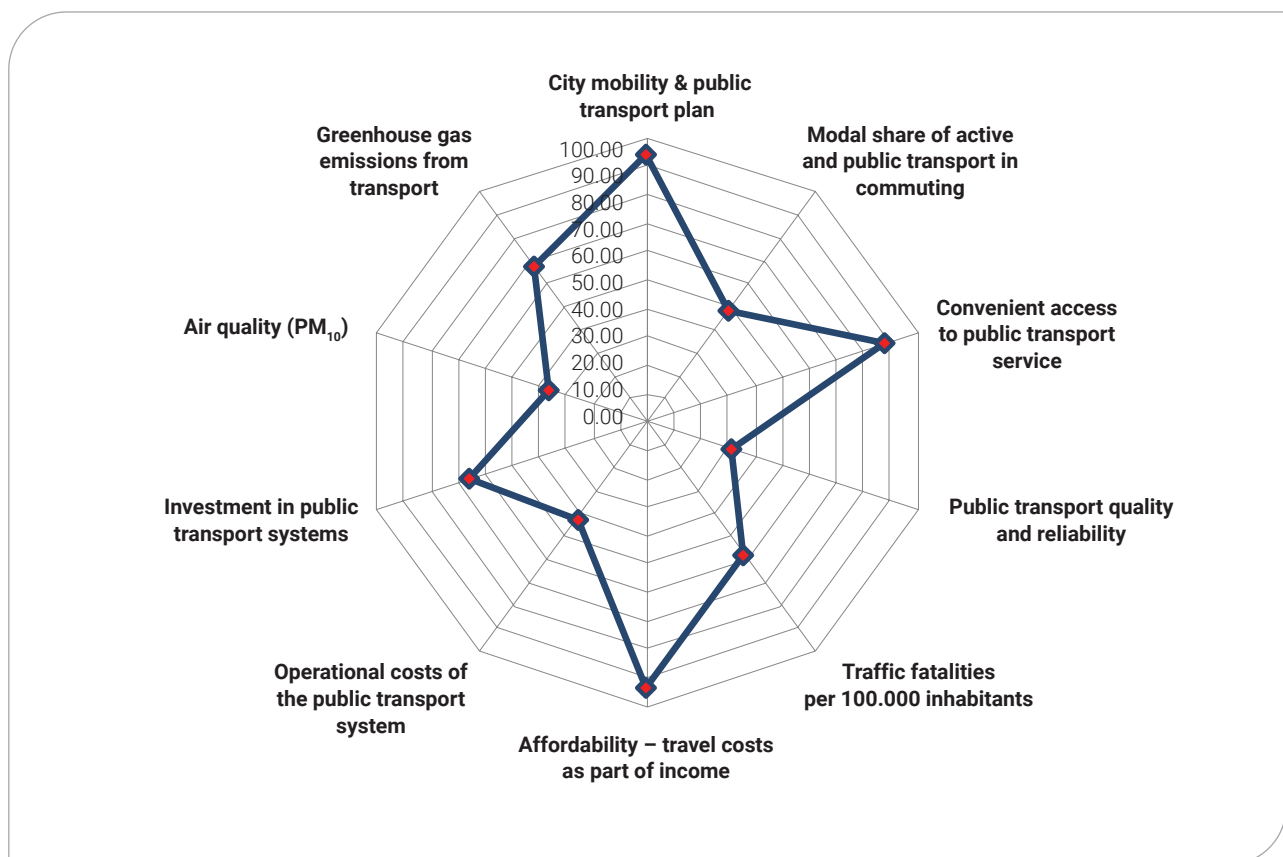 City mobility & public
transport plan
Modal share of active
and public transport in
commuting
Convenient access
to public transport
service
Public transport quality
and reliability
Traffic fatalities
per 100.000 inhabitants
Affordability – travel costs
as part of income
Operational costs of
the public transport
system
Investment in public
transport systems
Air quality (PM₁₀)
Greenhouse gas
emissions from
transport
100.00
90.00
80.00
70.00
60.00
50.00
40.00
30.00
20.00
10.00
0.00